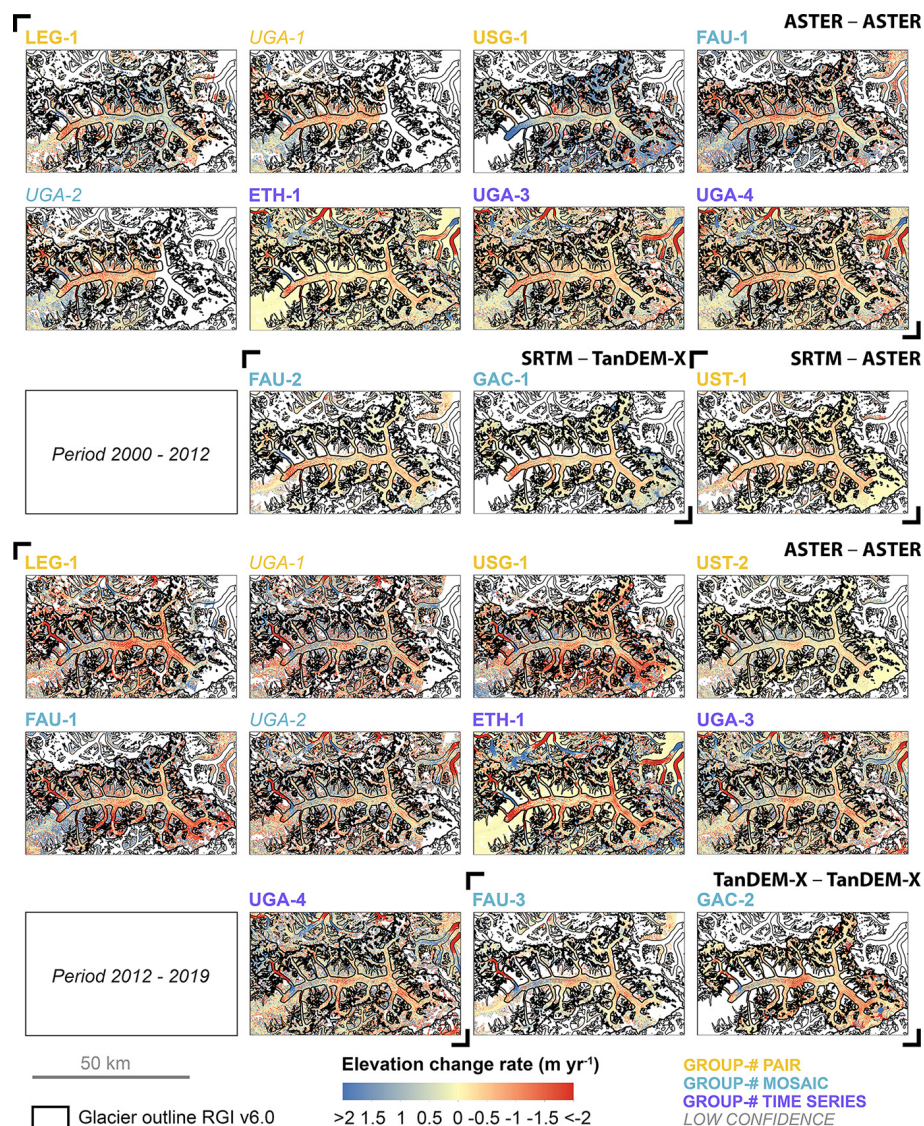 ASTER – ASTER
LEG-1 UGA-1 USG-1 FAU-1
UGA-2 ETH-1 UGA-3 UGA-4
SRTM – TanDEM-X SRTM – ASTER
FAU-2 GAC-1 UST-1
Period 2000 - 2012
ASTER – ASTER
LEG-1 UGA-1 USG-1 UST-2
FAU-1 UGA-2 ETH-1 UGA-3
TanDEM-X – TanDEM-X
UGA-4 FAU-3 GAC-2
Period 2012 - 2019
50 km
Elevation change rate (m yr⁻¹)
>2 1.5 1 0.5 0 -0.5 -1 -1.5 <-2
Glacier outline RGI v6.0
GROUP-# PAIR
GROUP-# MOSAIC
GROUP-# TIME SERIES
LOW CONFIDENCE